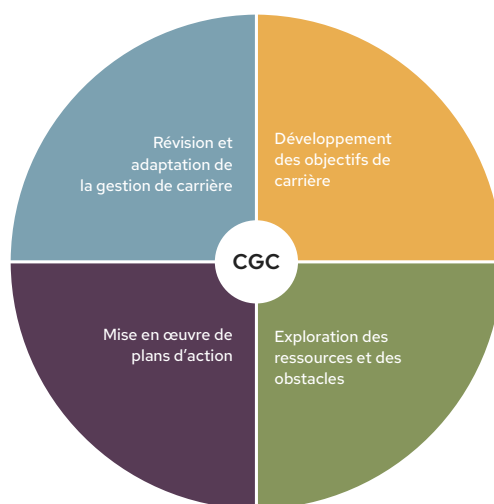 Révision et
adaptation de
la gestion de carrière
Développement
des objectifs de
carrière
CGC
Mise en œuvre de
plans d’action
Exploration des
ressources et des
obstacles